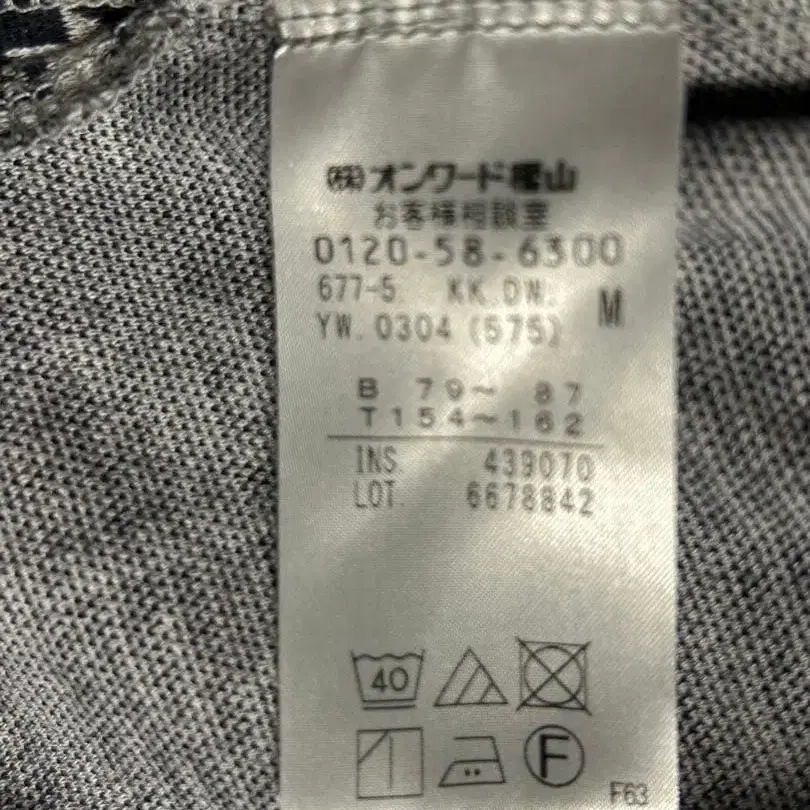 ㈱オンワード樫山
お客様相談室
0120-58-6300
677-5 KK.DW. M
YW.0304(575)
B 79〜 87
T154〜162
INS. 439070
LOT. 6678842
40
F
F63